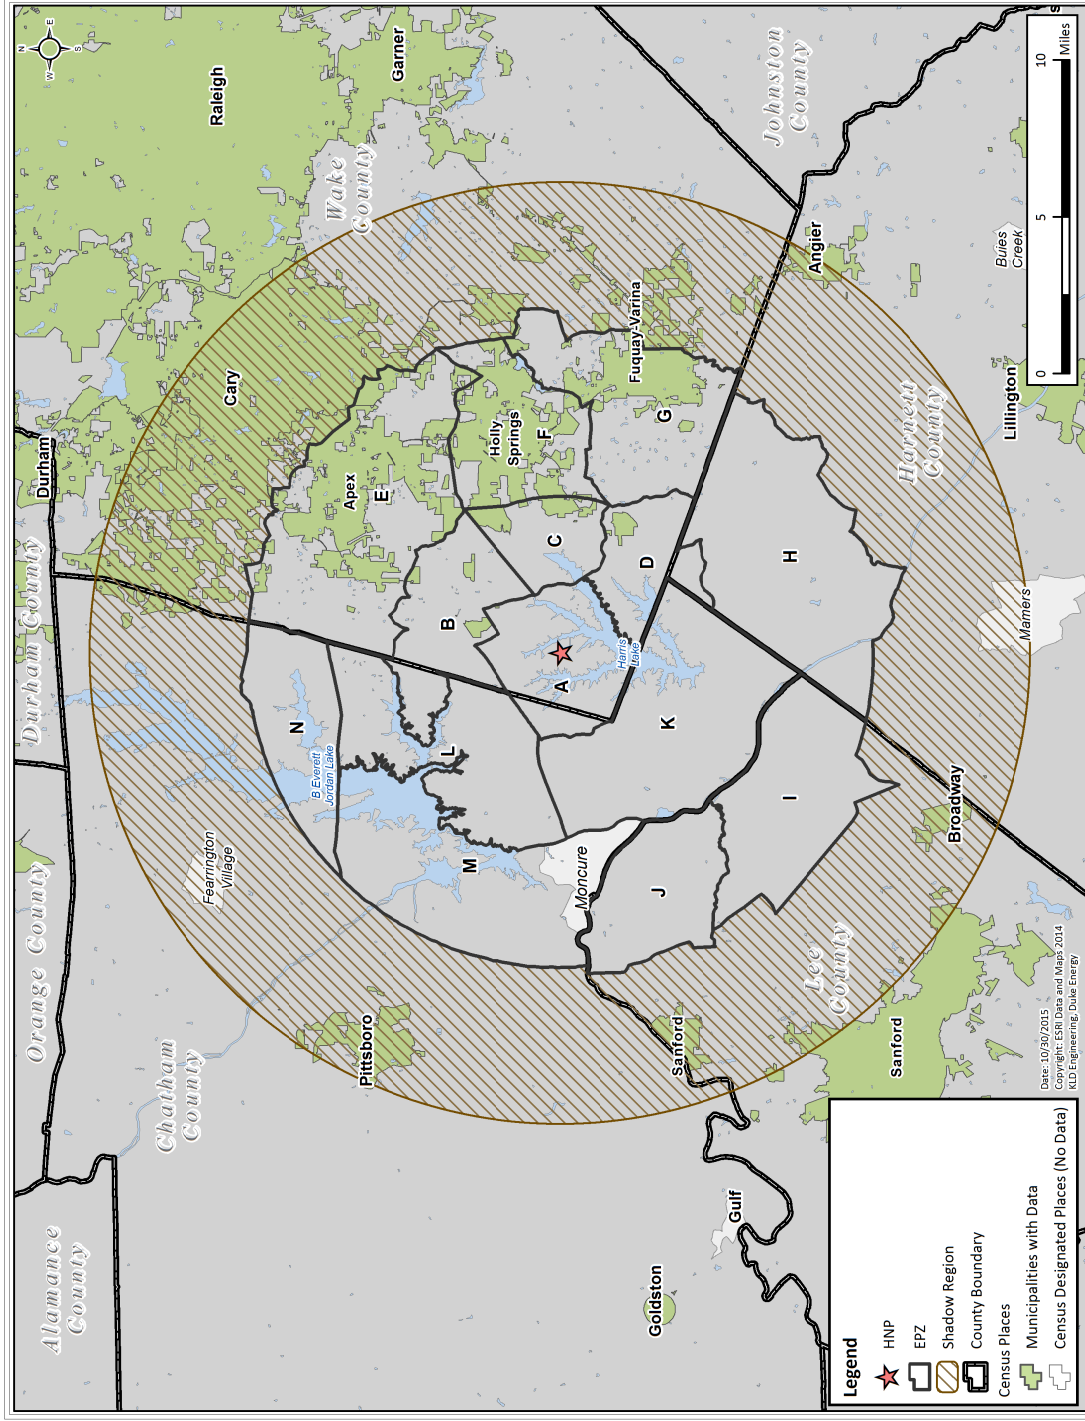 N
E
S
W
Alamance
County
Orange County
Durham County
Durham
Chatham
County
Fearrington
Village
Pittsboro
B Everett
Jordan Lake
N
Cary
Raleigh
Garner
Wake
County
Apex
E
M
L
B
Holly
Springs
F
Moncure
A
C
Harris
Lake
D
Fuquay-Varina
G
Goldston
Gulf
Sanford
J
K
Johnston
County
Lee
County
I
H
Angier
Sanford
Broadway
Harnett
County
Lillington
Buies
Creek
Mamers
Legend
HNP
EPZ
Shadow Region
County Boundary
Census Places
Municipalities with Data
Census Designated Places (No Data)
Date: 10/30/2015
Copyright: ESRI Data and Maps 2014
KLD Engineering, Duke Energy
0
5
10
Miles